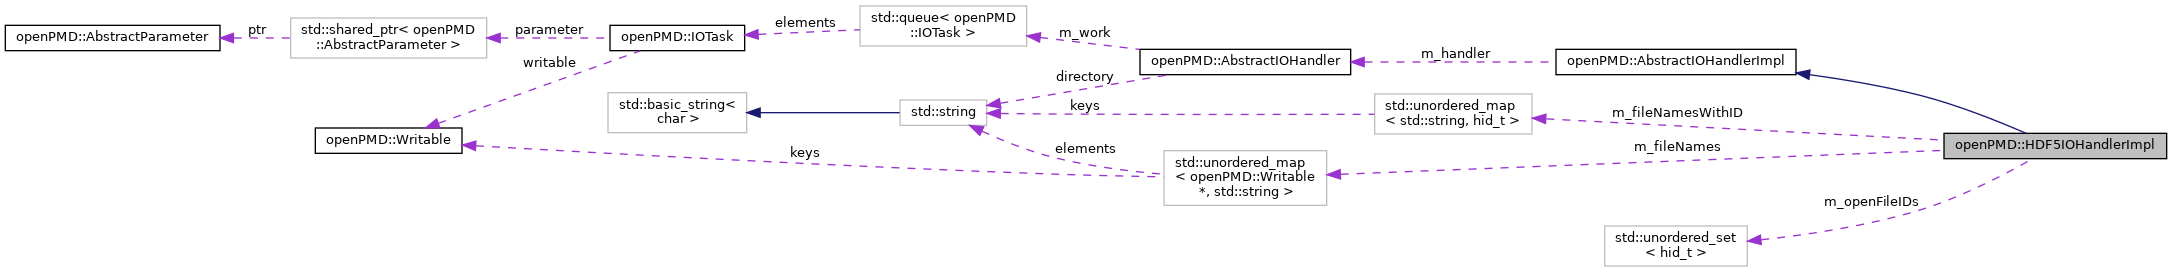 std::queue< openPMD
::IOTask >
elements
std::shared_ptr< openPMD
::AbstractParameter >
parameter
ptr
openPMD::AbstractParameter
openPMD::IOTask
m_work
m_handler
openPMD::AbstractIOHandler
openPMD::AbstractIOHandlerImpl
writable
directory
std::basic_string<
char >
std::string
keys
std::unordered_map
< std::string, hid_t >
m_fileNamesWithID
openPMD::Writable
keys
elements
std::unordered_map
< openPMD::Writable
*, std::string >
m_fileNames
openPMD::HDF5IOHandlerImpl
m_openFileIDs
std::unordered_set
< hid_t >